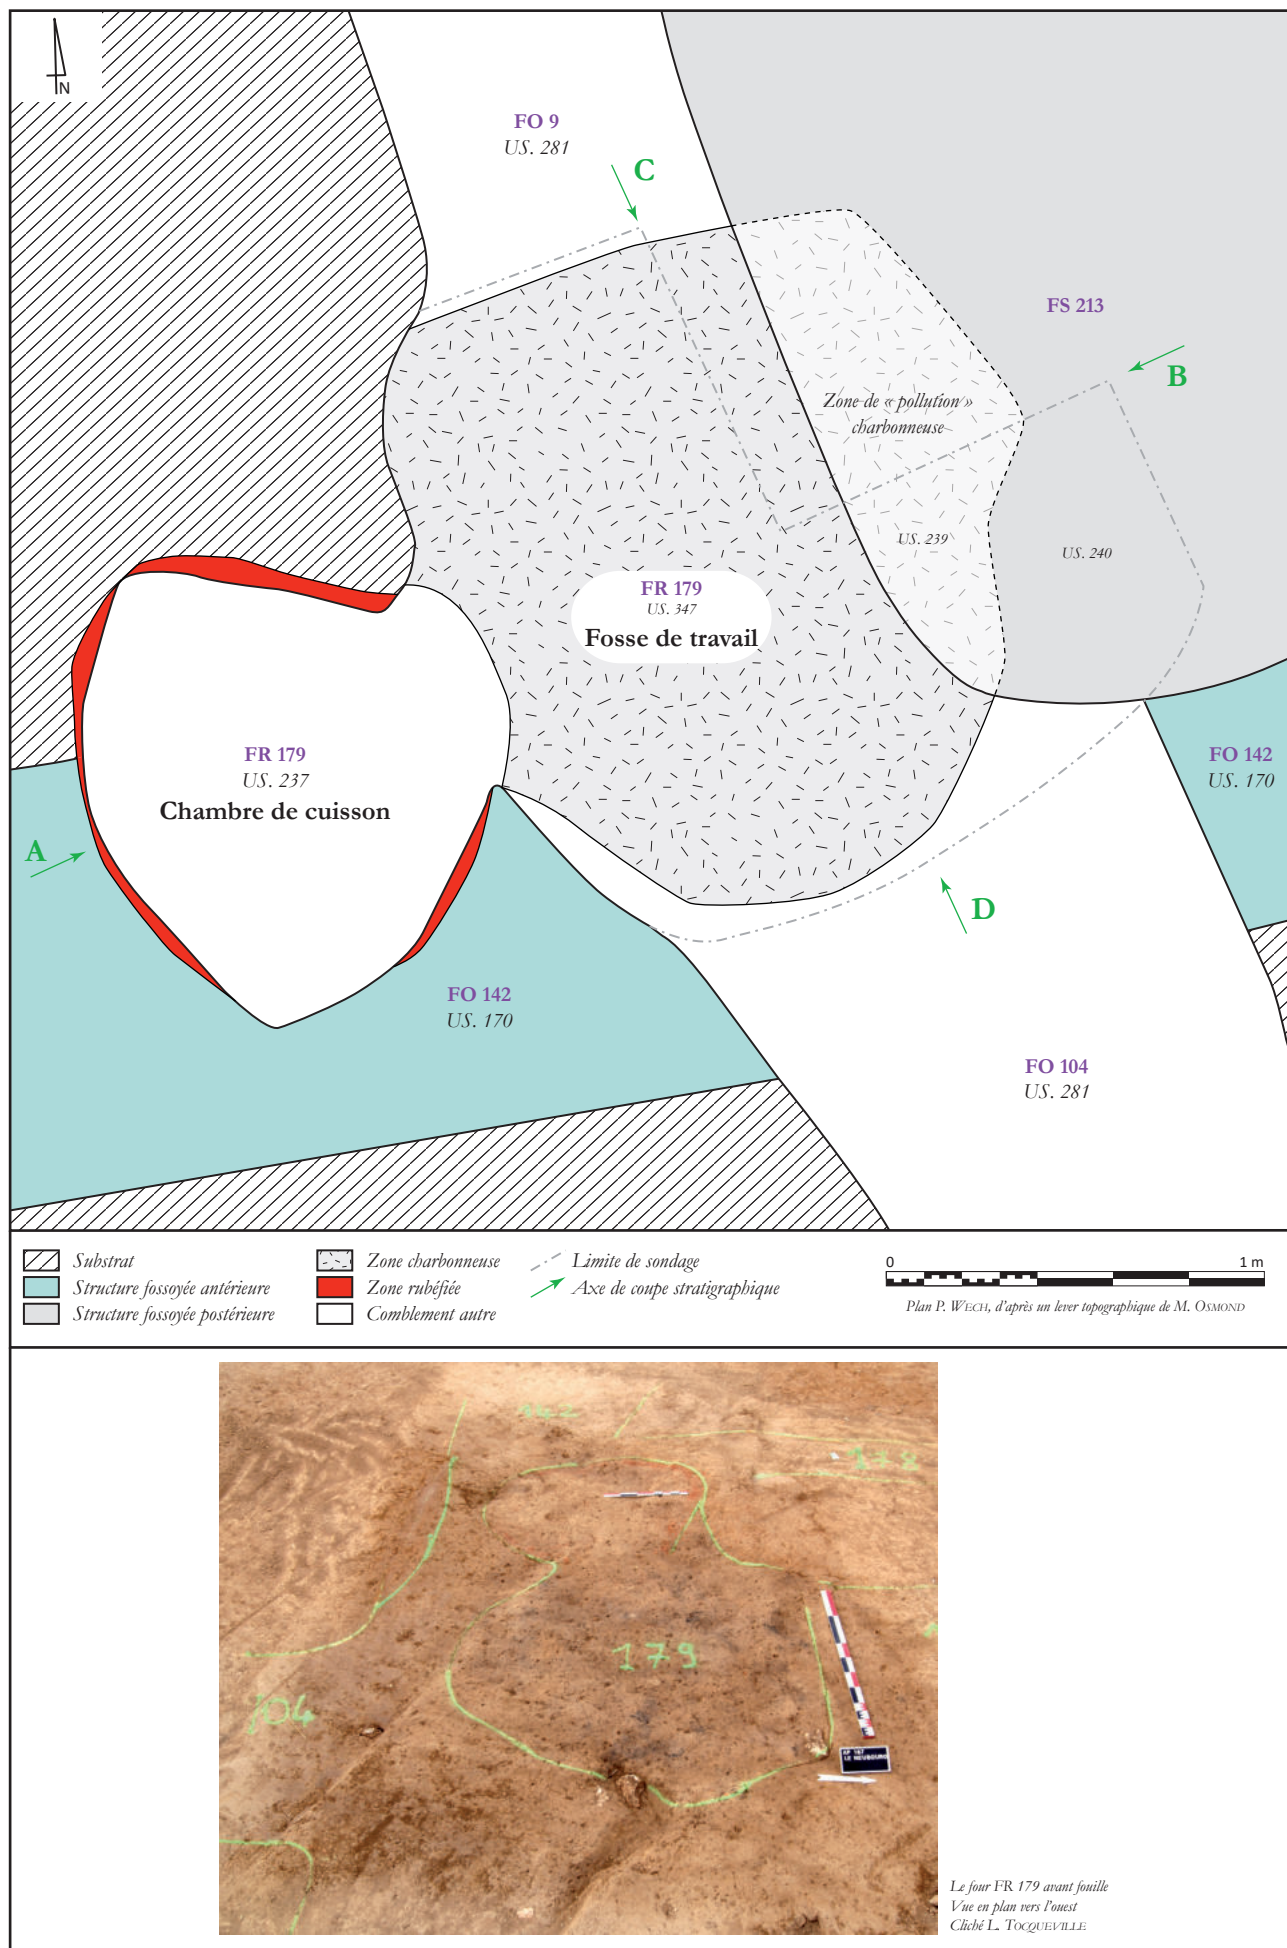 N
FO 9
US. 281
C
FS 213
B
Zone de « pollution »
charbonneuse
US. 239
US. 240
FR 179
US. 347
Fosse de travail
FR 179
US. 237
Chambre de cuisson
A
FO 142
US. 170
D
FO 142
US. 170
FO 104
US. 281
Substrat
Structure fossoyée antérieure
Structure fossoyée postérieure
Zone charbonneuse
Zone rubéfiée
Comblement autre
Limite de sondage
Axe de coupe stratigraphique
0 1 m
Plan P. WECH, d'après un lever topographique de M. OSMOND
142
178
179
104
LE NEUBOURG
Le four FR 179 avant fouille
Vue en plan vers l'ouest
Cliché L. TOCQUEVILLE